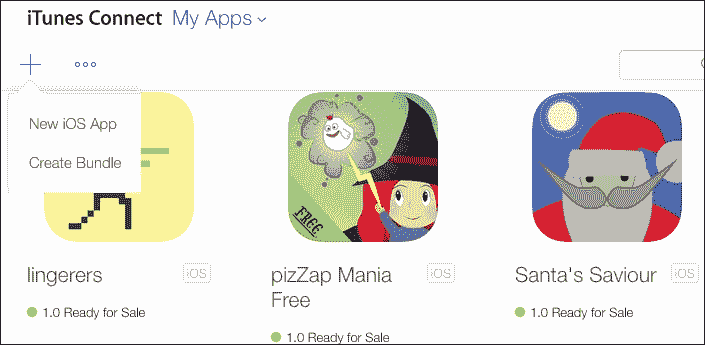 iTunes Connect My Apps
New iOS App
Create Bundle
FREE
lingerers iOS
1.0 Ready for Sale
pizZap Mania Free iOS
1.0 Ready for Sale
Santa's Saviour iOS
1.0 Ready for Sale